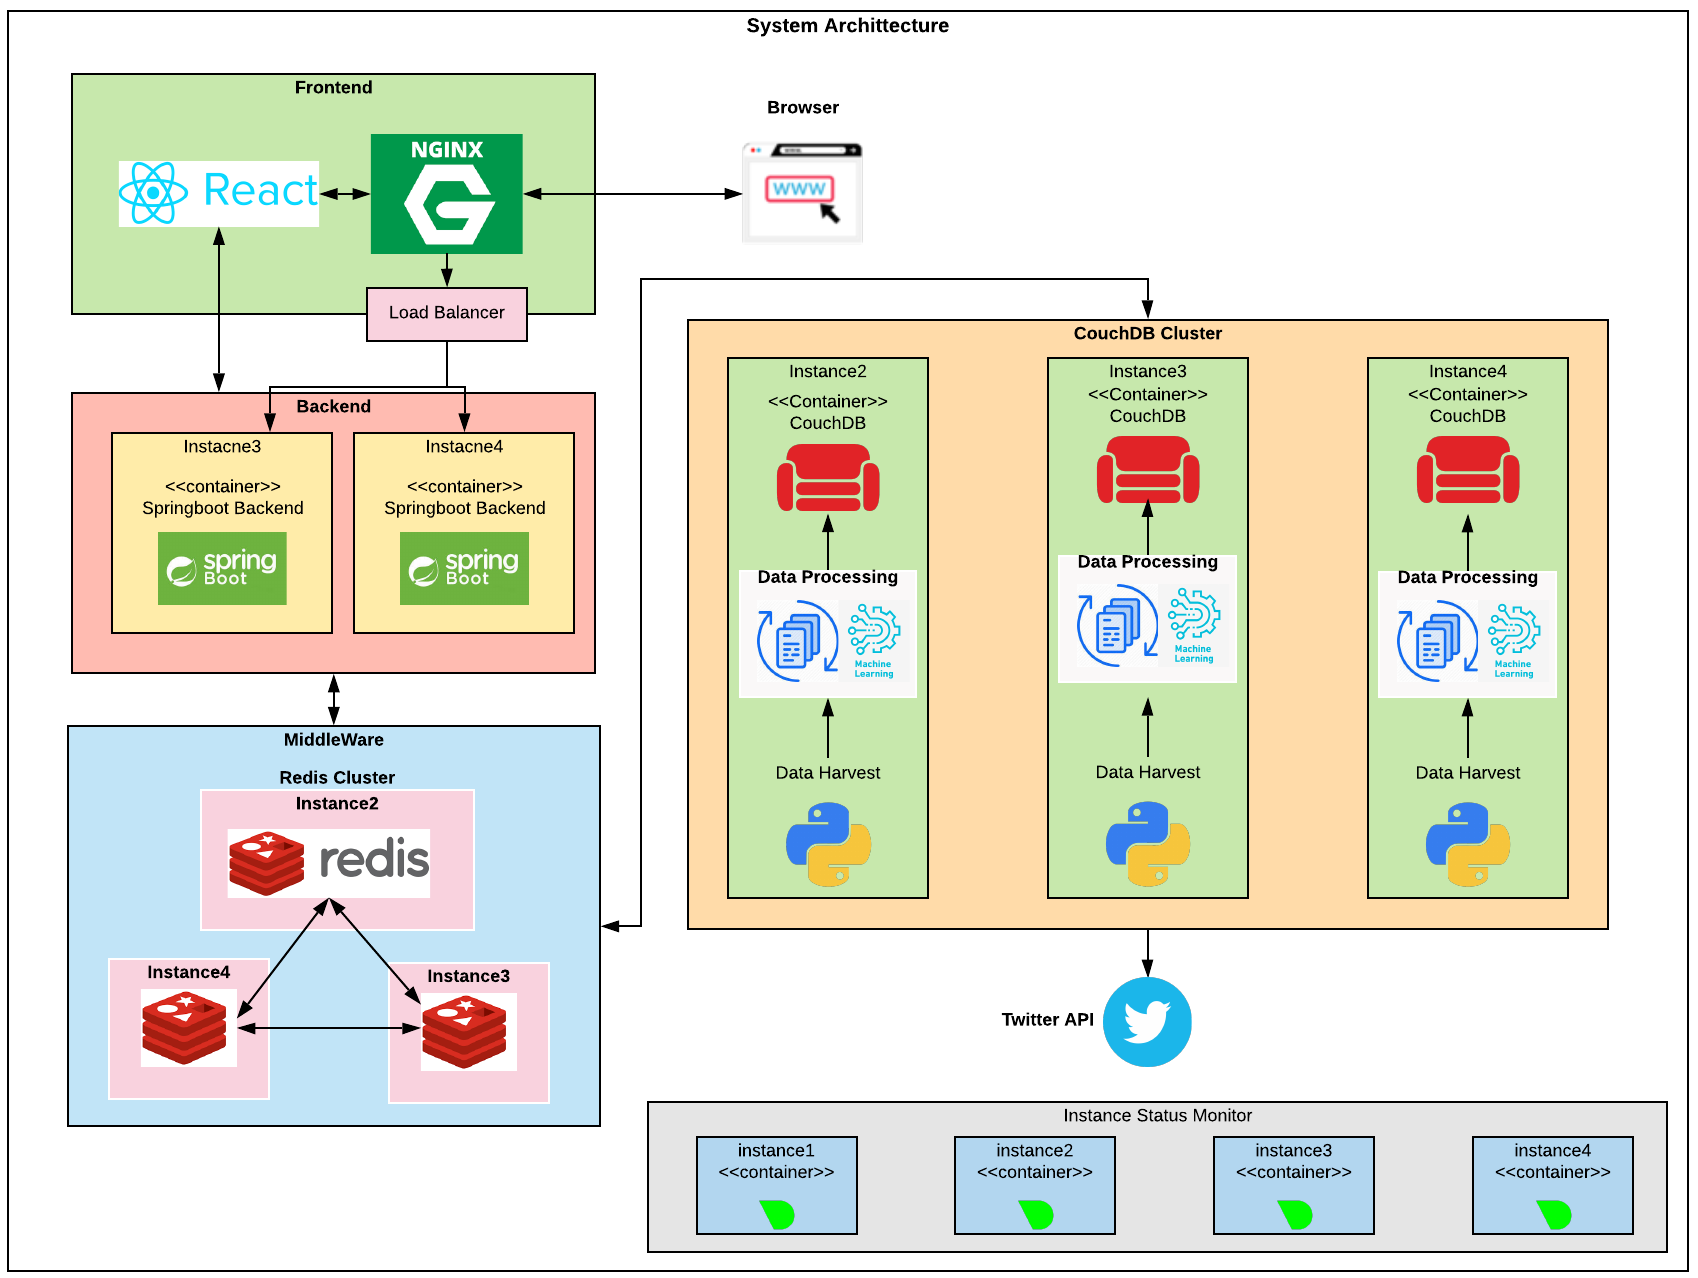 System Archittecture
Frontend
React
NGINX
Load Balancer
Browser
WWW
Backend
Instacne3
<<container>>
Springboot Backend
spring
Boot
Instacne4
<<container>>
Springboot Backend
spring
Boot
MiddleWare
Redis Cluster
Instance2
redis
Instance4
Instance3
CouchDB Cluster
Instance2
<<Container>>
CouchDB
Data Processing
Machine
Learning
Data Harvest
Instance3
<<Container>>
CouchDB
Data Processing
Machine
Learning
Data Harvest
Instance4
<<Container>>
CouchDB
Data Processing
Machine
Learning
Data Harvest
Twitter API
Instance Status Monitor
instance1
<<container>>
instance2
<<container>>
instance3
<<container>>
instance4
<<container>>